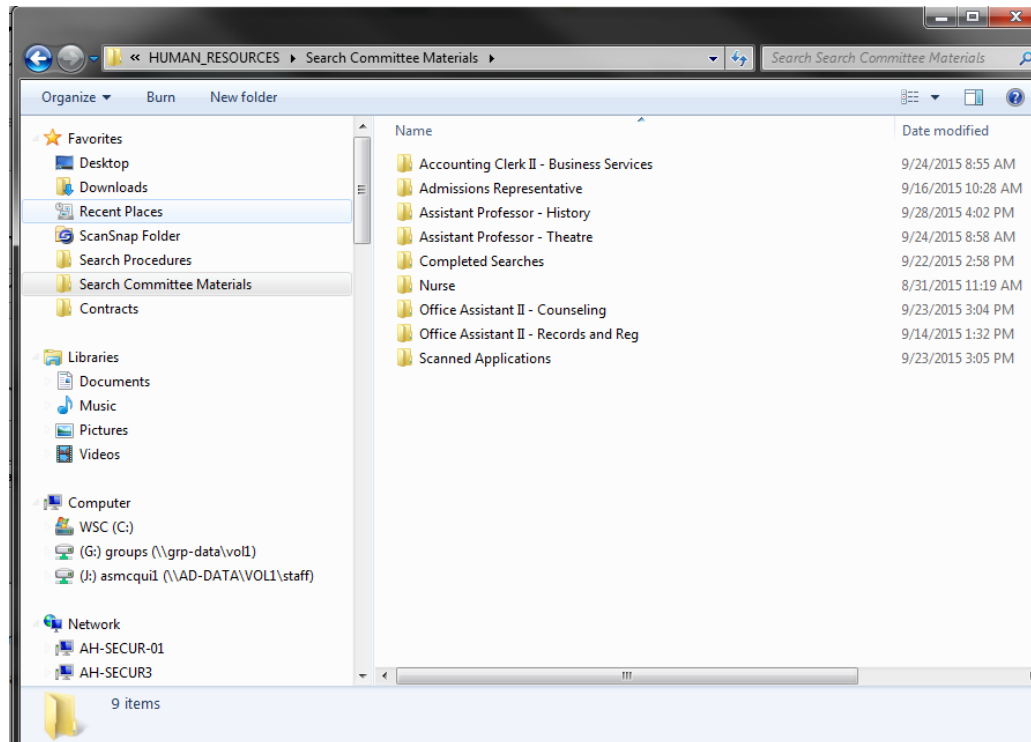 « HUMAN_RESOURCES ▸ Search Committee Materials ▸ Search Search Committee Materials
Organize Burn New folder
Favorites
Desktop
Downloads
Recent Places
ScanSnap Folder
Search Procedures
Search Committee Materials
Contracts
Libraries
Documents
Music
Pictures
Videos
Computer
WSC (C:)
(G:) groups (\\grp-data\vol1)
(J:) asmcqui1 (\\AD-DATA\VOL1\staff)
Network
AH-SECUR-01
AH-SECUR3
Name Date modified
Accounting Clerk II - Business Services 9/24/2015 8:55 AM
Admissions Representative 9/16/2015 10:28 AM
Assistant Professor - History 9/28/2015 4:02 PM
Assistant Professor - Theatre 9/24/2015 8:58 AM
Completed Searches 9/22/2015 2:58 PM
Nurse 8/31/2015 11:19 AM
Office Assistant II - Counseling 9/23/2015 3:04 PM
Office Assistant II - Records and Reg 9/14/2015 1:32 PM
Scanned Applications 9/23/2015 3:05 PM
9 items